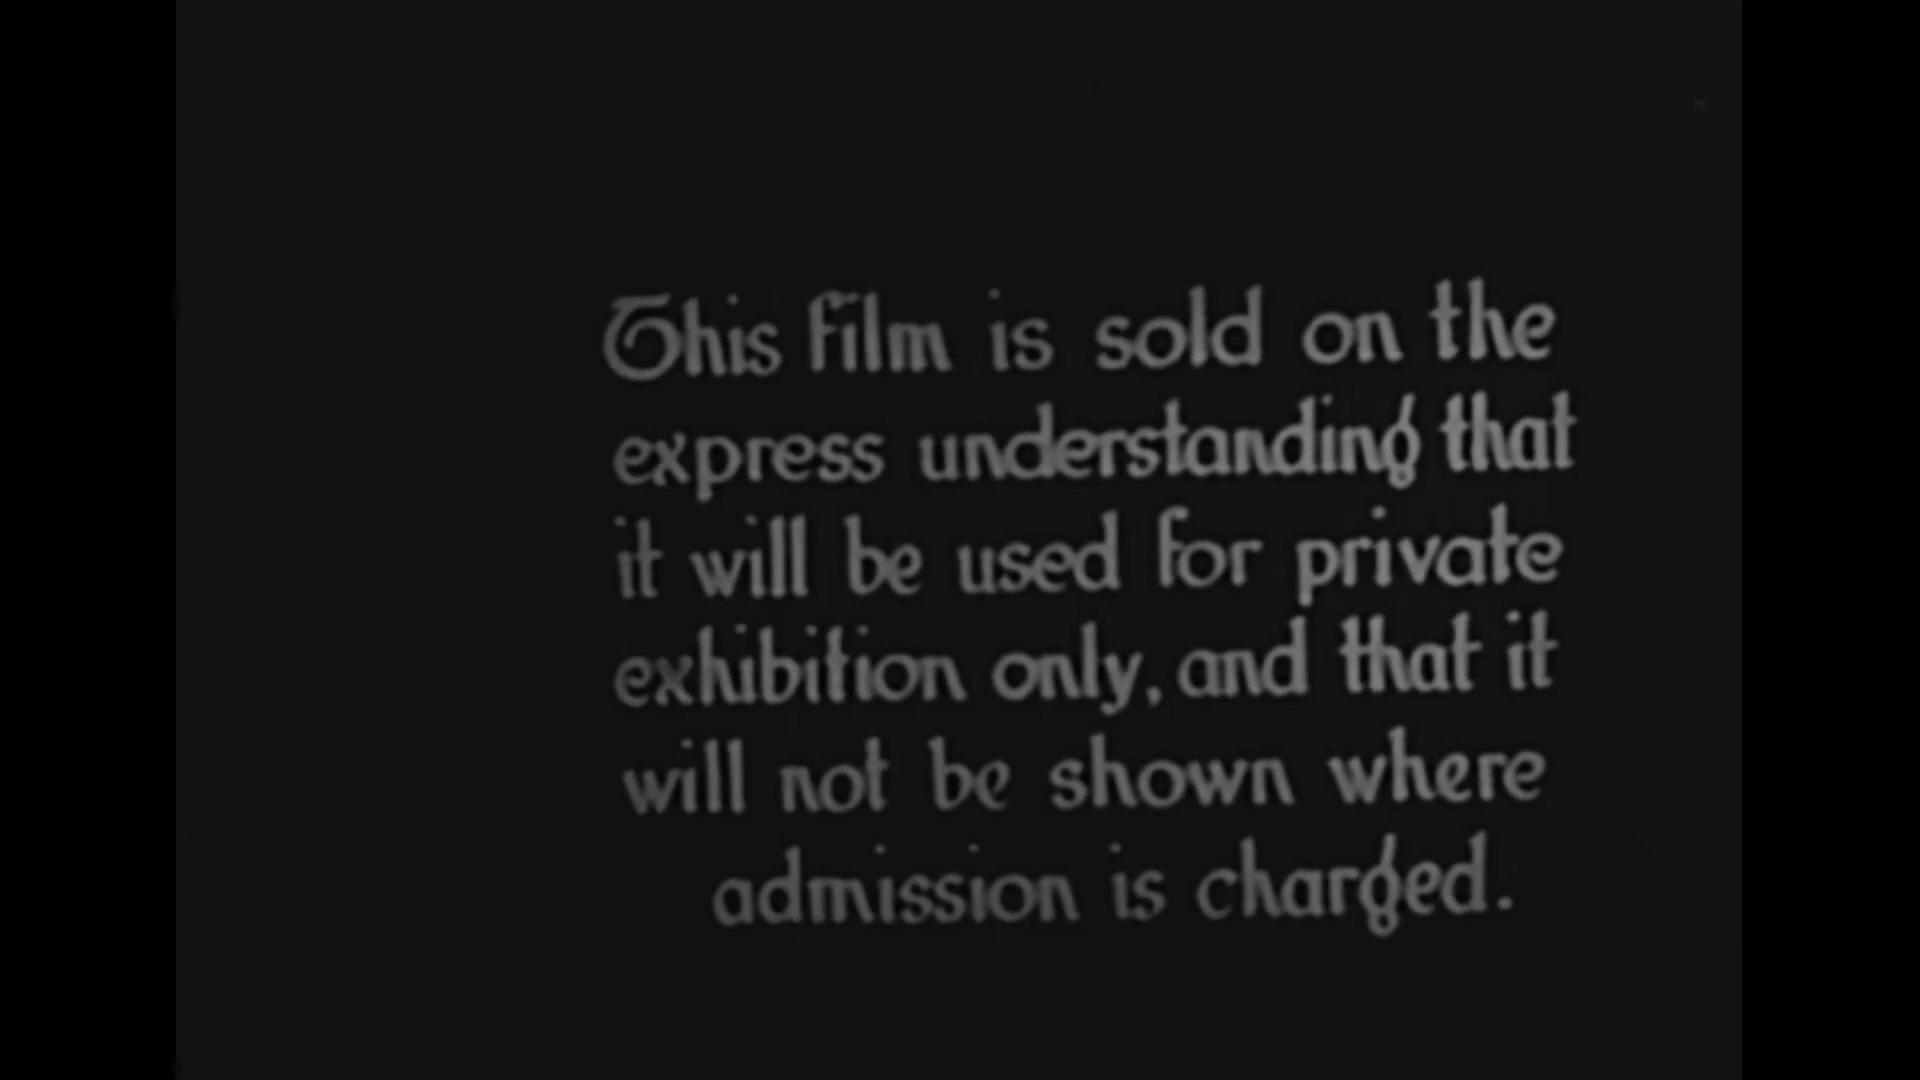 This film is sold on the
express understanding that
it will be used for private
exhibition only, and that it
will not be shown where
admission is charged.